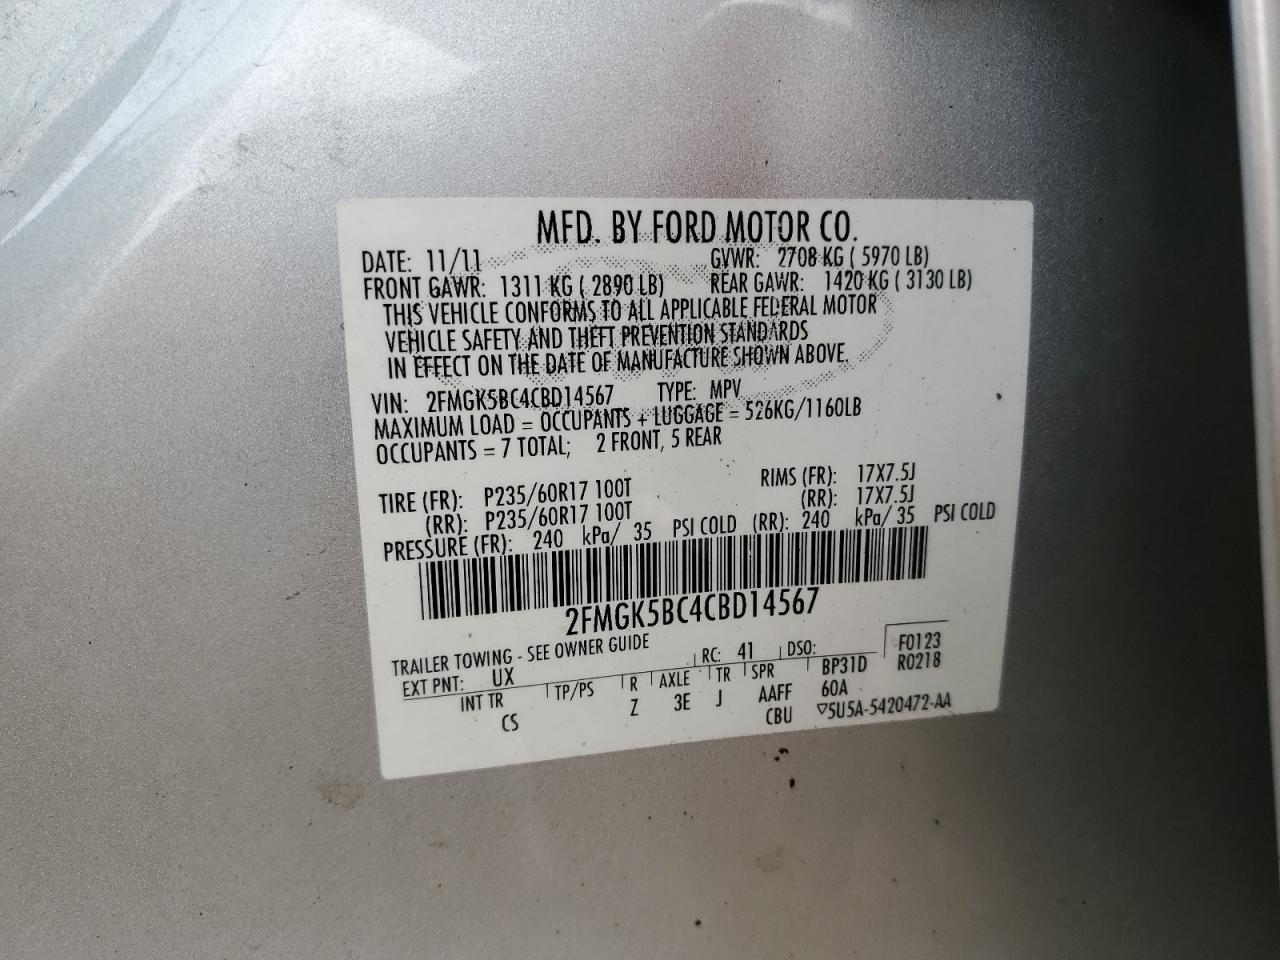 MFD. BY FORD MOTOR CO.
DATE: 11/11 GVWR: 2708 KG ( 5970 LB)
FRONT GAWR: 1311 KG ( 2890 LB) REAR GAWR: 1420 KG ( 3130 LB)
THIS VEHICLE CONFORMS TO ALL APPLICABLE FEDERAL MOTOR
VEHICLE SAFETY AND THEFT PREVENTION STANDARDS
IN EFFECT ON THE DATE OF MANUFACTURE SHOWN ABOVE.
VIN: 2FMGK5BC4CBD14567 TYPE: MPV
MAXIMUM LOAD = OCCUPANTS + LUGGAGE = 526KG/1160LB
OCCUPANTS = 7 TOTAL; 2 FRONT, 5 REAR
TIRE (FR): P235/60R17 100T RIMS (FR): 17X7.5J
(RR): P235/60R17 100T (RR): 17X7.5J
PRESSURE (FR): 240 kPa/ 35 PSI COLD (RR): 240 kPa/ 35 PSI COLD
2FMGK5BC4CBD14567
TRAILER TOWING - SEE OWNER GUIDE
EXT PNT: UX RC: 41 DSO: F0123
R0218
INT TR TP/PS R AXLE TR SPR BP31D
CS Z 3E J AAFF 60A
CBU ▽5U5A-5420472-AA